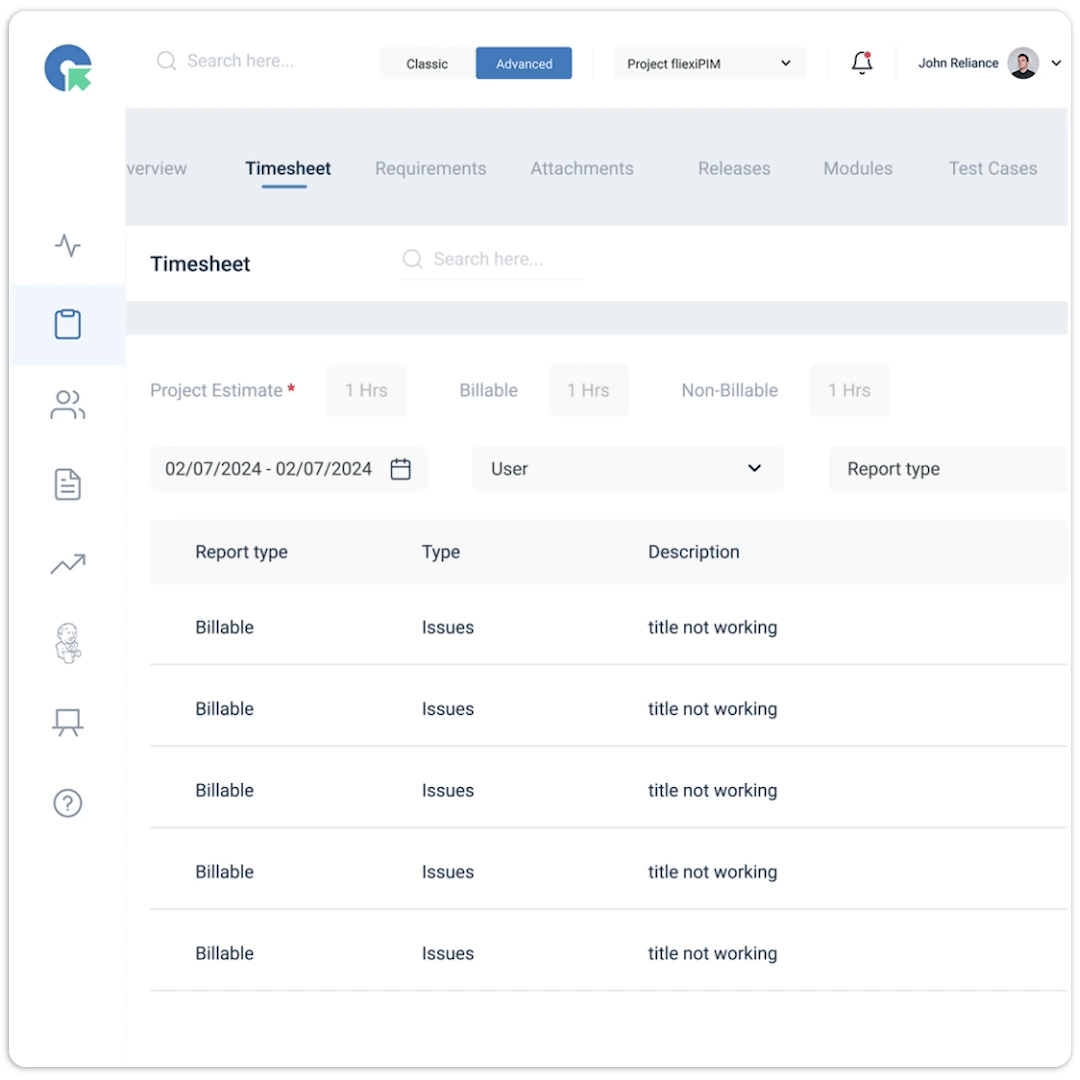 Search here...
Classic
Advanced
Project fliexiPIM
John Reliance
verview
Timesheet
Requirements
Attachments
Releases
Modules
Test Cases
Timesheet
Search here...
Project Estimate *
1 Hrs
Billable
1 Hrs
Non-Billable
1 Hrs
02/07/2024 - 02/07/2024
User
Report type
Report type
Type
Description
Billable
Issues
title not working
Billable
Issues
title not working
Billable
Issues
title not working
Billable
Issues
title not working
Billable
Issues
title not working